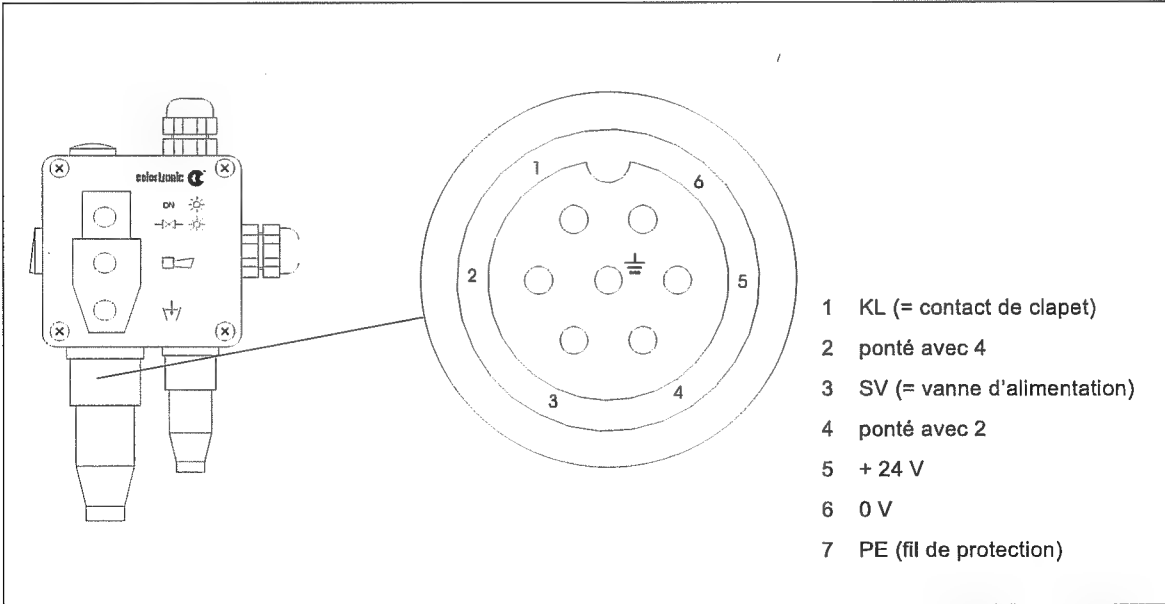 colortronic
ON
1
6
2
5
3
4
1 KL (= contact de clapet)
2 ponté avec 4
3 SV (= vanne d'alimentation)
4 ponté avec 2
5 + 24 V
6 0 V
7 PE (fil de protection)